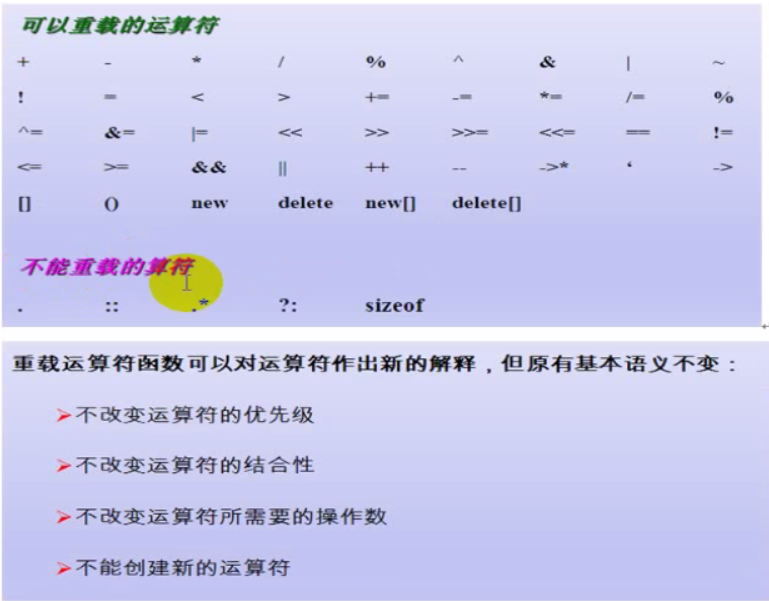 可以重载的运算符
+ - * / % ^ & | ~
! = < > += -= *= /= %
^= &= |= << >> >>= <<= == !=
<= >= && || ++ -- ->* ‘ ->
[] () new delete new[] delete[]
不能重载的算符
. :: .* ?: sizeof
重载运算符函数可以对运算符作出新的解释，但原有基本语义不变：
➢不改变运算符的优先级
➢不改变运算符的结合性
➢不改变运算符所需要的操作数
➢不能创建新的运算符